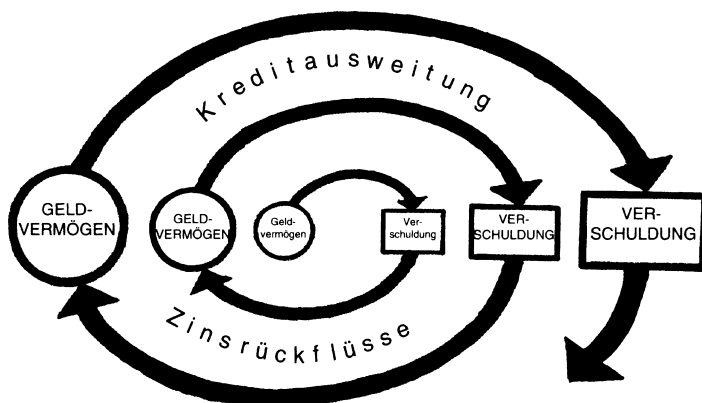 Kreditausweitung
GELD-
VERMÖGEN
GELD-
VERMÖGEN
Geld-
vermögen
Ver-
schuldung
VER-
SCHULDUNG
VER-
SCHULDUNG
Zinsrückflüsse